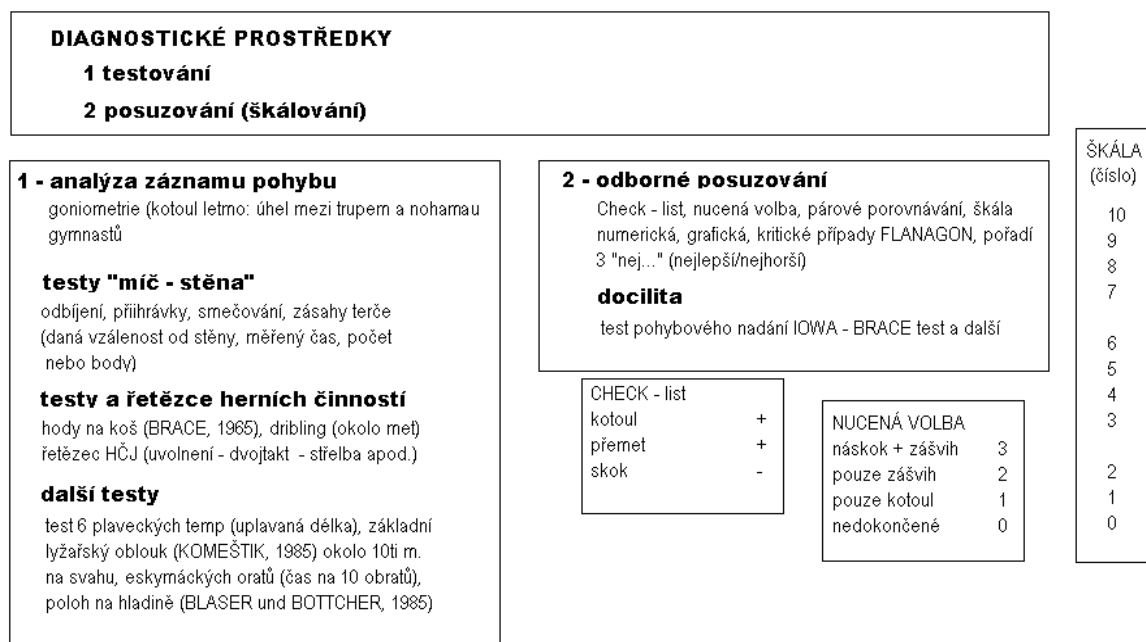 DIAGNOSTICKÉ PROSTŘEDKY
1 testování
2 posuzování (škálování)
1 - analýza záznamu pohybu
goniometrie (kotoul letmo: úhel mezi trupem a nohamau
gymnastů
testy "míč - stěna"
odbíjení, přiihrávky, smečování, zásahy terče
(daná vzálenost od stěny, měřený čas, počet
nebo body)
testy a řetězce herních činností
hody na koš (BRACE, 1965), dribling (okolo met)
řetězec HČJ (uvolnení - dvojtakt - střelba apod.)
další testy
test 6 plaveckých temp (uplavaná délka), základní
lyžařský oblouk (KOMEŠTIK, 1985) okolo 10ti m.
na svahu, eskymáckých oratů (čas na 10 obratů),
poloh na hladině (BLASER und BOTTCHER, 1985)
2 - odborné posuzování
Check - list, nucená volba, párové porovnávání, škála
numerická, grafická, kritické případy FLANAGON, pořadí
3 "nej..." (nejlepší/nejhorší)
docilita
test pohybového nadání IOWA - BRACE test a další
CHECK - list
kotoul +
přemet +
skok -
NUCENÁ VOLBA
náskok + zášvih 3
pouze zášvih 2
pouze kotoul 1
nedokončené 0
ŠKÁLA
(číslo)
10
9
8
7
6
5
4
3
2
1
0